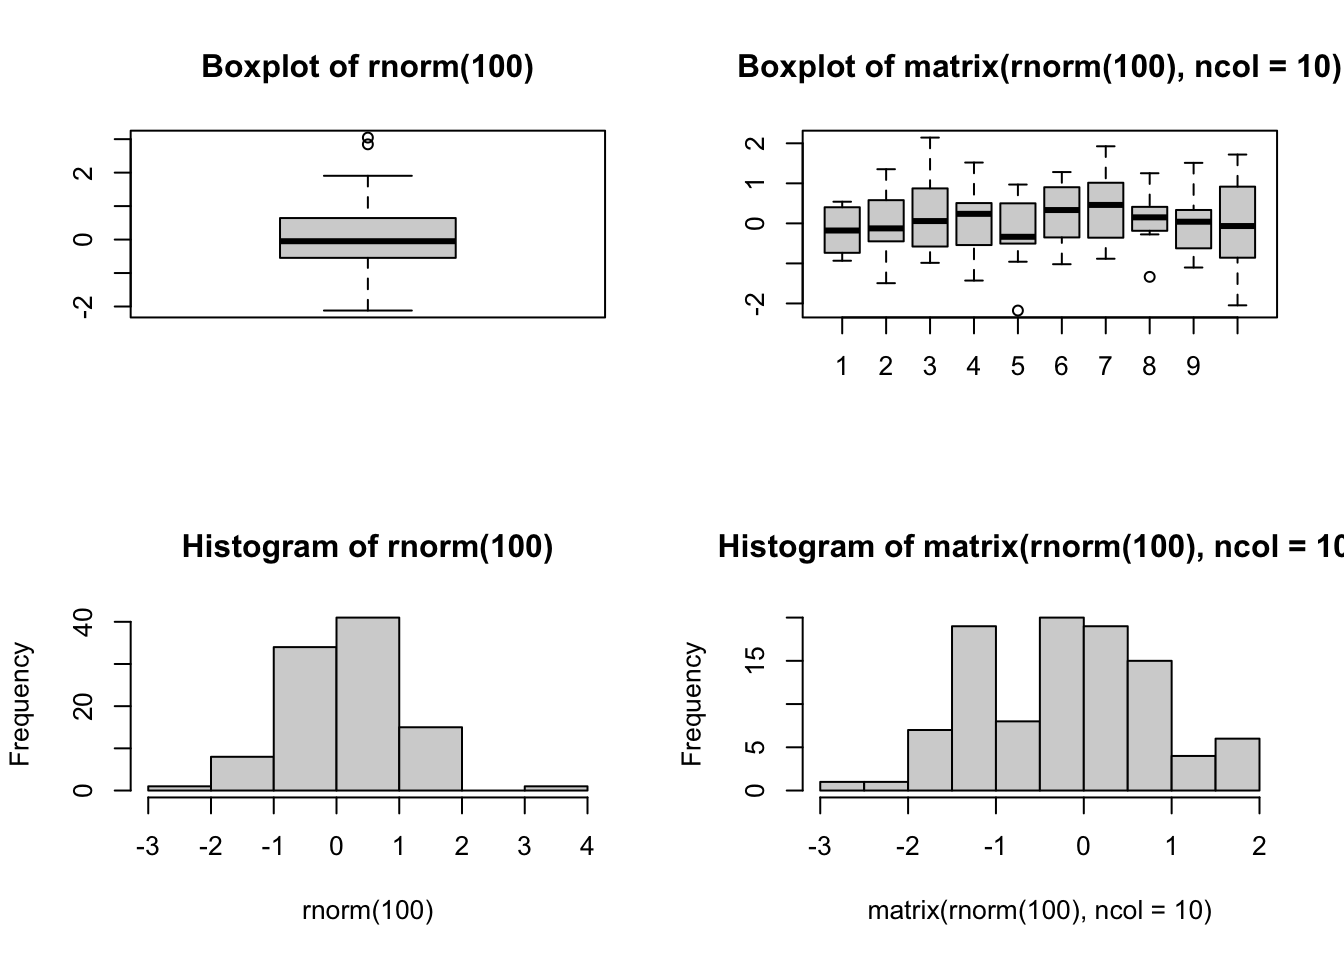 Boxplot of rnorm(100)
-2 0 2
Boxplot of matrix(rnorm(100), ncol = 10)
-2 0 1 2
1 2 3 4 5 6 7 8 9
Histogram of rnorm(100)
Frequency
0 20 40
-3 -2 -1 0 1 2 3 4
rnorm(100)
Histogram of matrix(rnorm(100), ncol = 10
Frequency
0 5 15
-3 -2 -1 0 1 2
matrix(rnorm(100), ncol = 10)